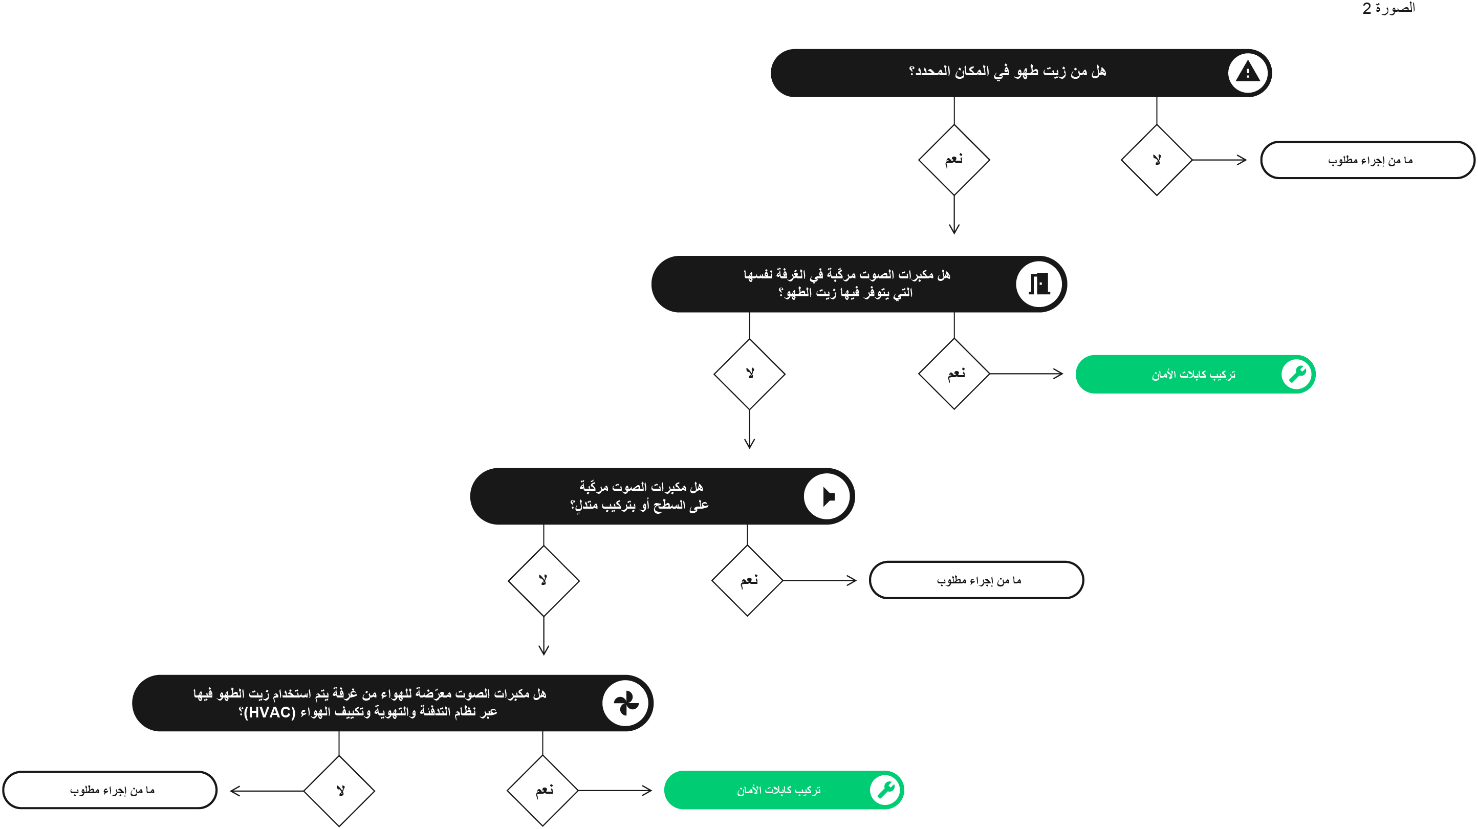 الصورة 2
هل من زيت طهو في المكان المحدد؟
لا
نعم
ما من إجراء مطلوب
هل مكبرات الصوت مركّبة في الغرفة نفسها
التي يتوفر فيها زيت الطهو؟
نعم
لا
تركيب كابلات الأمان
هل مكبرات الصوت مركّبة
على السطح أو بتركيب متدلٍ؟
نعم
لا
ما من إجراء مطلوب
هل مكبرات الصوت معرّضة للهواء من غرفة يتم استخدام زيت الطهو فيها
عبر نظام التدفئة والتهوية وتكييف الهواء (HVAC)؟
تركيب كابلات الأمان
نعم
لا
ما من إجراء مطلوب